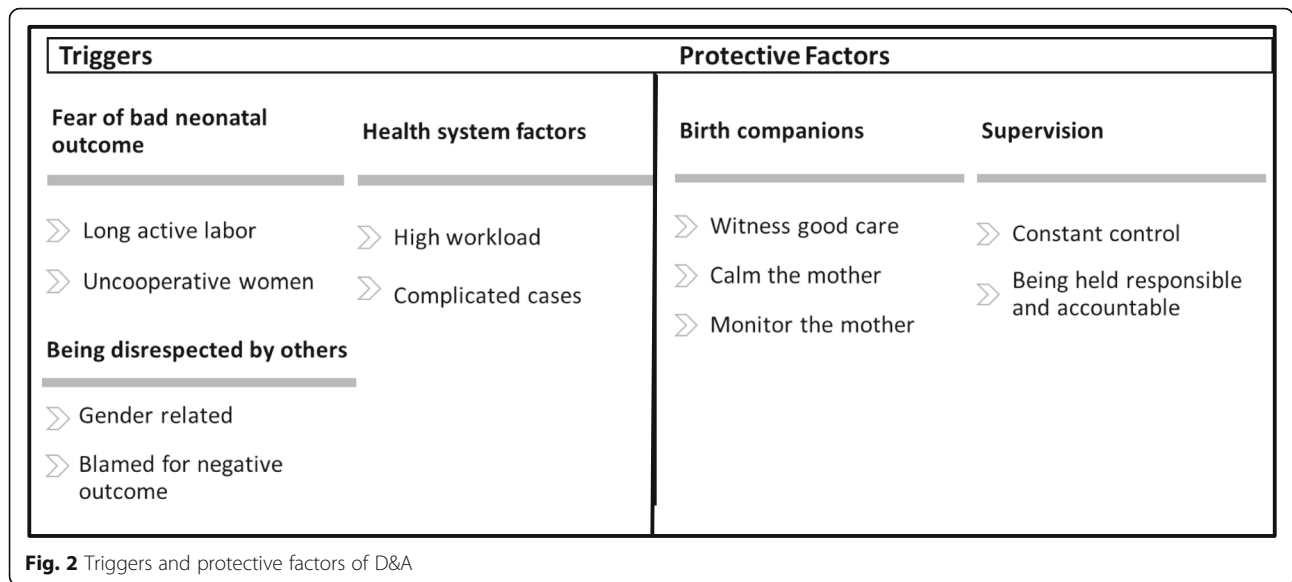 Triggers
Protective Factors
Fear of bad neonatal
outcome
Long active labor
Uncooperative women
Being disrespected by others
Gender related
Blamed for negative
outcome
Health system factors
High workload
Complicated cases
Birth companions
Witness good care
Calm the mother
Monitor the mother
Supervision
Constant control
Being held responsible
and accountable
Fig. 2 Triggers and protective factors of D&A